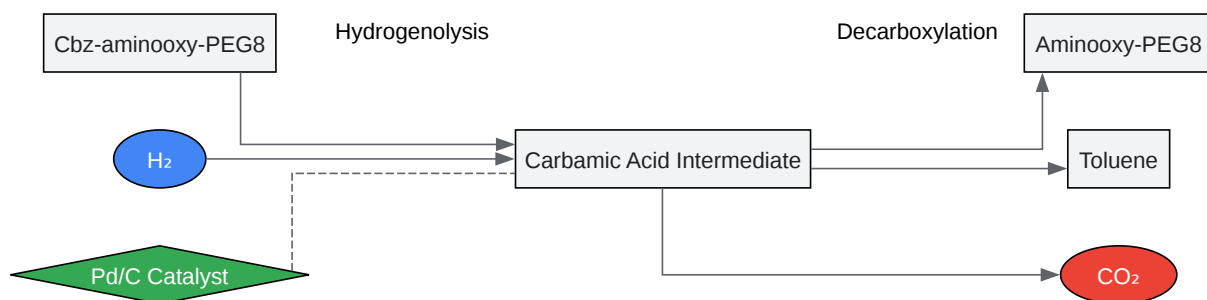 Cbz-aminooxy-PEG8
Hydrogenolysis
Decarboxylation
Aminooxy-PEG8
H₂
Carbamic Acid Intermediate
Toluene
Pd/C Catalyst
CO₂